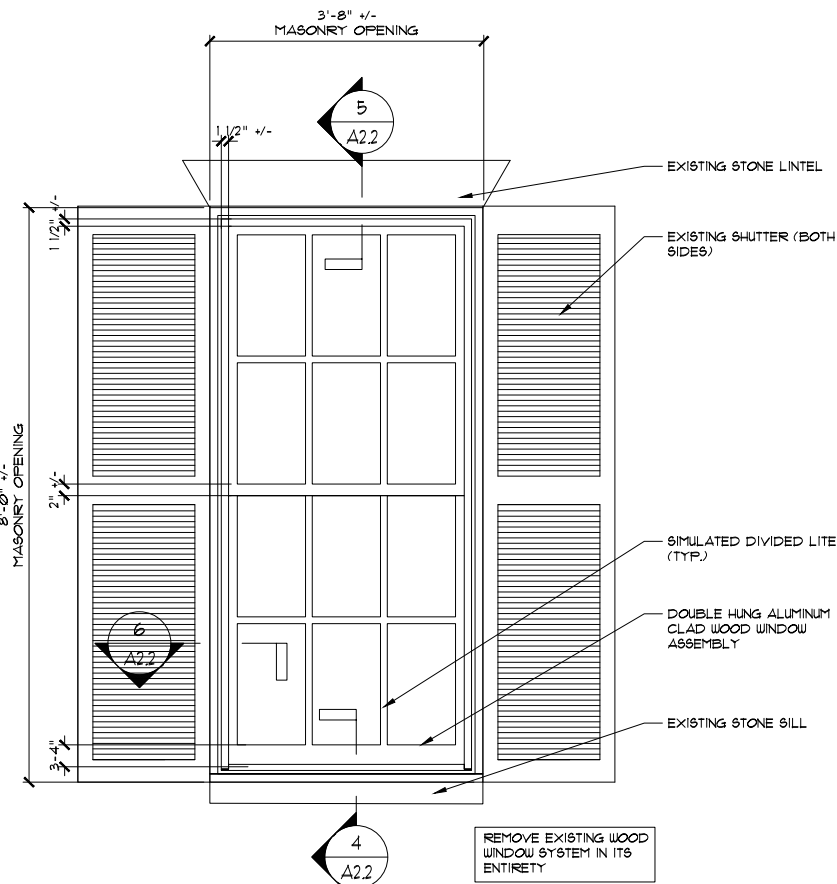 3'-8" +/-
MASONRY OPENING
5
A2.2
1 1/2" +/-
EXISTING STONE LINTEL
1 1/2" +/-
EXISTING SHUTTER (BOTH
SIDES)
8'-0" +/-
MASONRY OPENING
2" +/-
SIMULATED DIVIDED LITE
(TYP.)
6
A2.2
DOUBLE HUNG ALUMINUM
CLAD WOOD WINDOW
ASSEMBLY
3-4"
EXISTING STONE SILL
4
A2.2
REMOVE EXISTING WOOD
WINDOW SYSTEM IN ITS
ENTIRETY